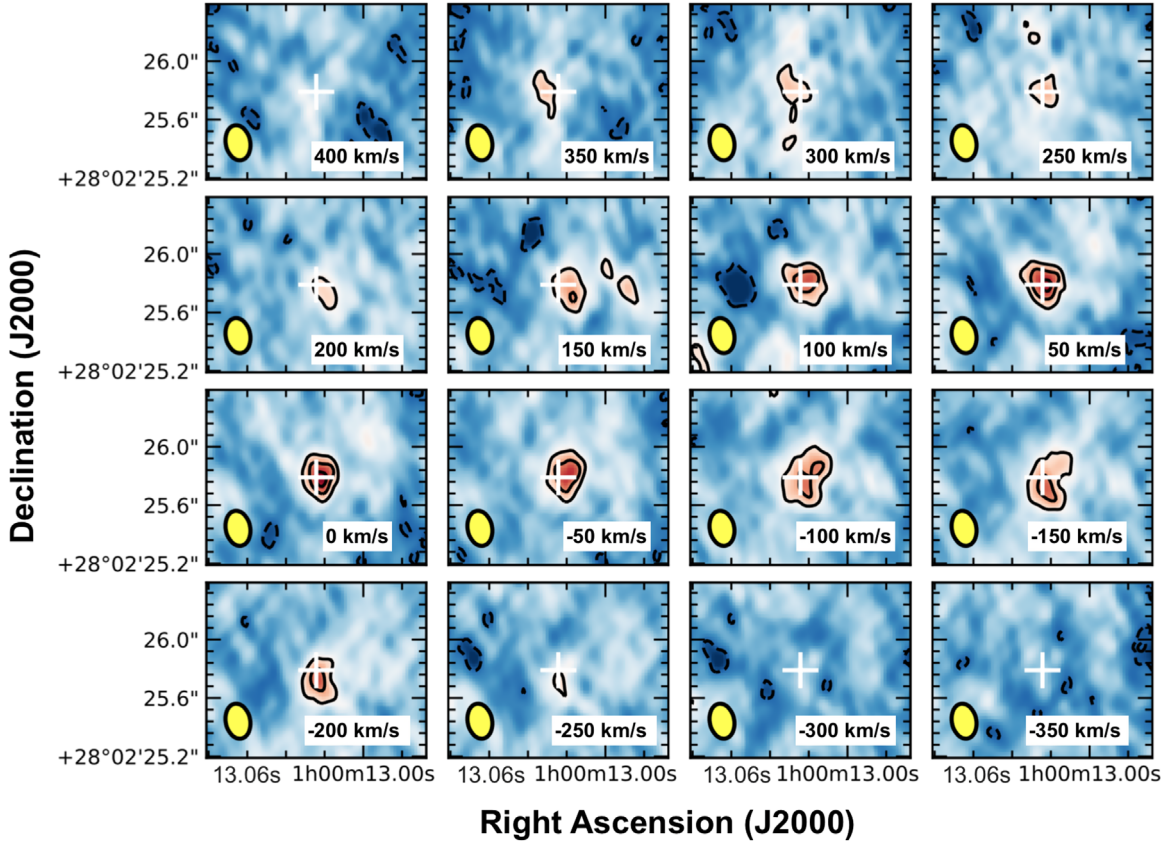 26.0"
25.6"
+28°02'25.2"
400 km/s
350 km/s
300 km/s
250 km/s
26.0"
25.6"
+28°02'25.2"
200 km/s
150 km/s
100 km/s
50 km/s
26.0"
25.6"
+28°02'25.2"
0 km/s
-50 km/s
-100 km/s
-150 km/s
26.0"
25.6"
+28°02'25.2"
-200 km/s
-250 km/s
-300 km/s
-350 km/s
13.06s 1h00m13.00s
13.06s 1h00m13.00s
13.06s 1h00m13.00s
13.06s 1h00m13.00s
Right Ascension (J2000)
Declination (J2000)